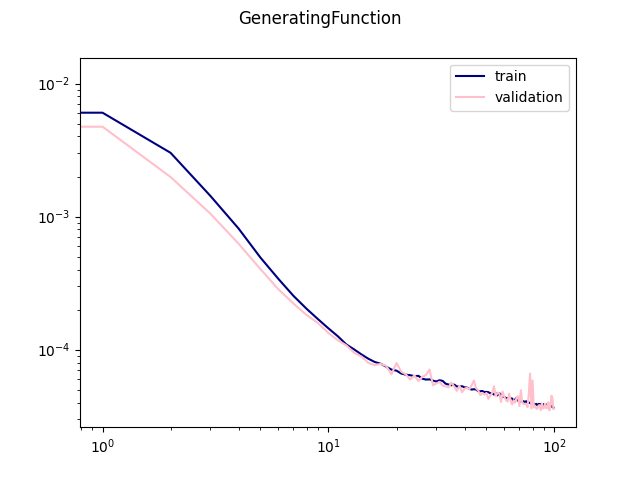 GeneratingFunction
train
validation
10⁻²
10⁻³
10⁻⁴
10⁰
10¹
10²